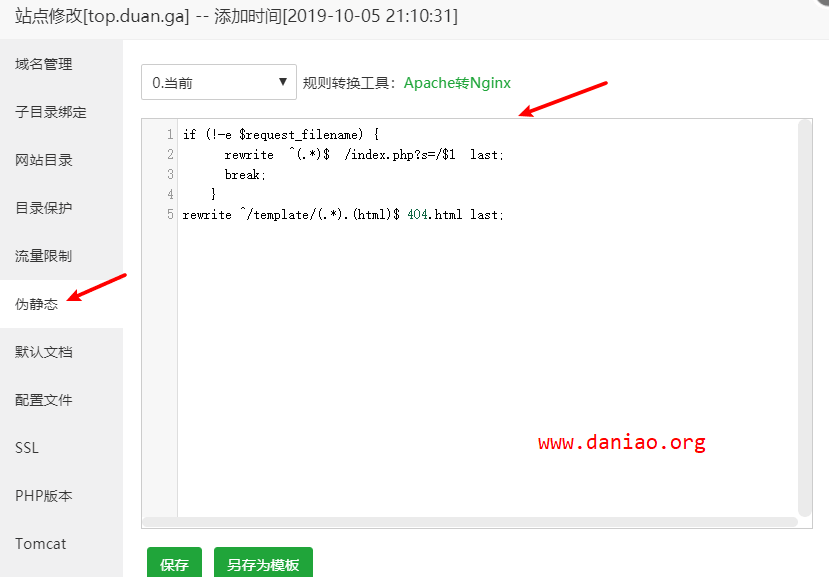 站点修改[top.duan.ga] -- 添加时间[2019-10-05 21:10:31]
域名管理
子目录绑定
网站目录
目录保护
流量限制
伪静态
默认文档
配置文件
SSL
PHP版本
Tomcat
0.当前 ▼ 规则转换工具：Apache转Nginx
1 if (!-e $request_filename) {
2 rewrite ^(.*)$ /index.php?s=/$1 last;
3 break;
4 }
5 rewrite ^/template/(.*).(html)$ 404.html last;
www.daniao.org
保存 另存为模板